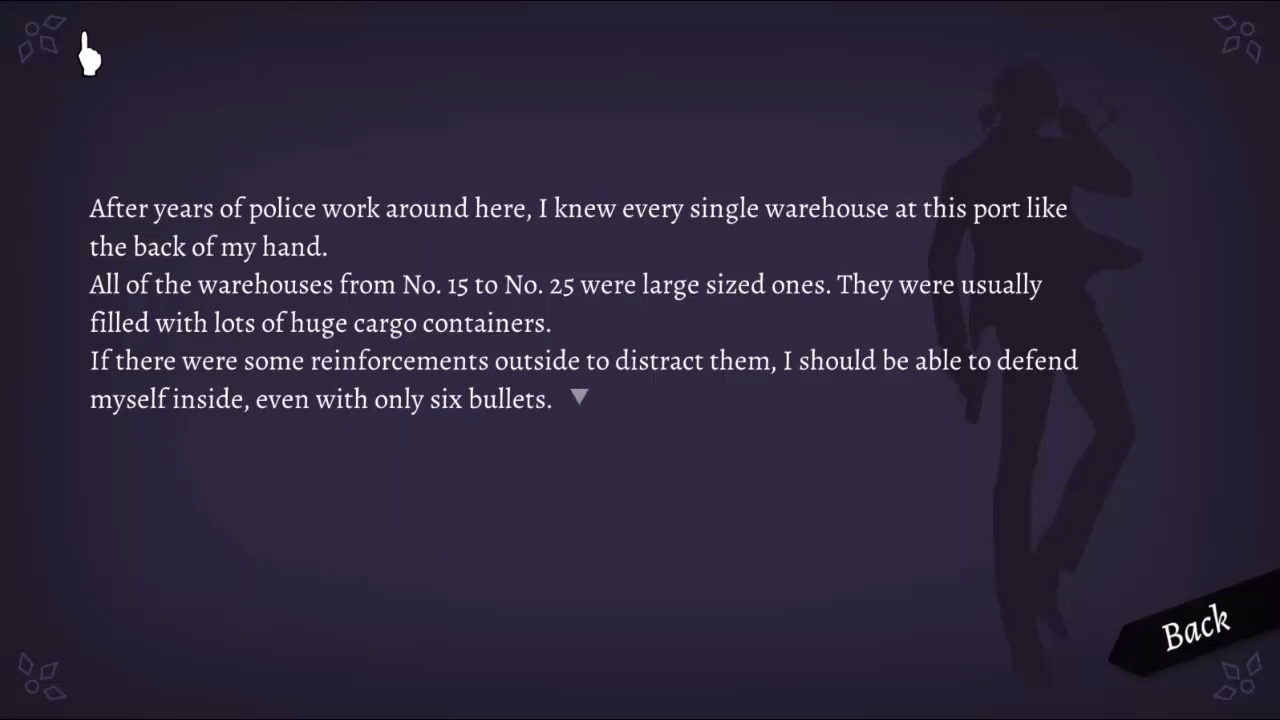 After years of police work around here, I knew every single warehouse at this port like
the back of my hand.
All of the warehouses from No. 15 to No. 25 were large sized ones. They were usually
filled with lots of huge cargo containers.
If there were some reinforcements outside to distract them, I should be able to defend
myself inside, even with only six bullets.
Back